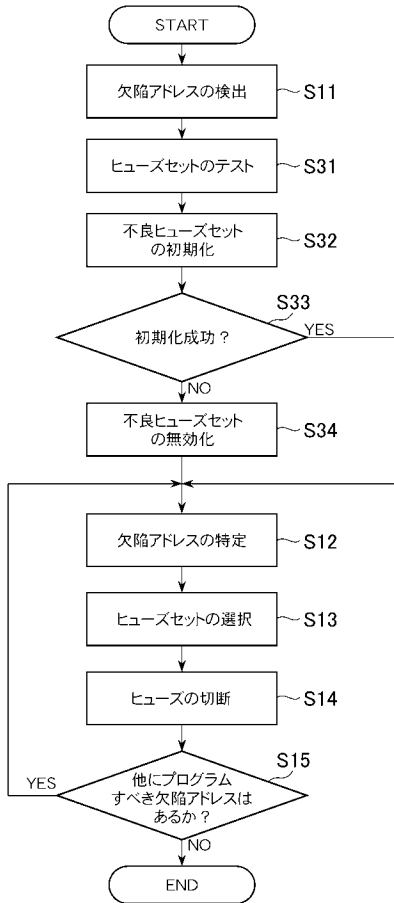 START
欠陥アドレスの検出
S11
ヒューズセットのテスト
S31
不良ヒューズセット
の初期化
S32
S33
初期化成功？
YES
NO
不良ヒューズセット
の無効化
S34
欠陥アドレスの特定
S12
ヒューズセットの選択
S13
ヒューズの切断
S14
S15
他にプログラム
すべき欠陥アドレスは
あるか？
YES
NO
END